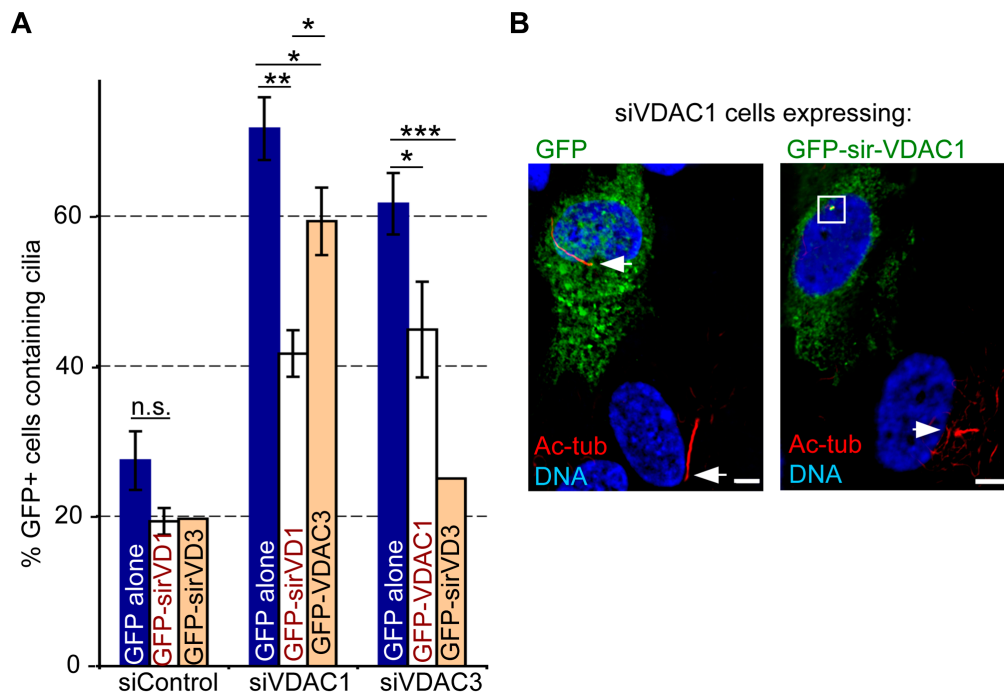 A
% GFP+ cells containing cilia
60
40
20
0
n.s.
*
*
**
***
*
GFP alone
GFP-sirVD1
GFP-sirVD3
GFP alone
GFP-sirVD1
GFP-VDAC3
GFP alone
GFP-VDAC1
GFP-sirVD3
siControl
siVDAC1
siVDAC3
B
siVDAC1 cells expressing:
GFP
GFP-sir-VDAC1
Ac-tub
DNA
Ac-tub
DNA